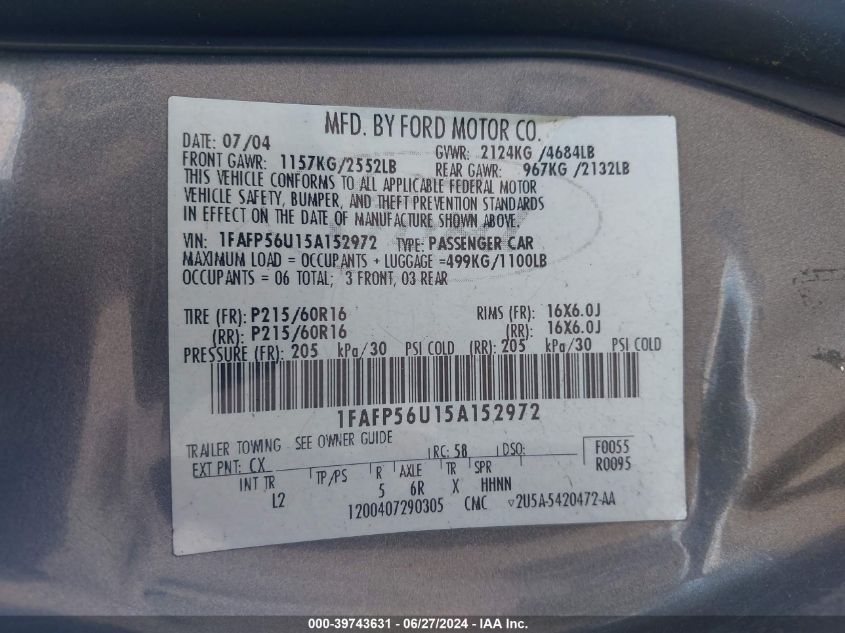 MFD. BY FORD MOTOR CO.
DATE: 07/04 GVWR: 2124KG /4684LB
FRONT GAWR: 1157KG/2552LB REAR GAWR: 967KG /2132LB
THIS VEHICLE CONFORMS TO ALL APPLICABLE FEDERAL MOTOR
VEHICLE SAFETY, BUMPER, AND THEFT PREVENTION STANDARDS
IN EFFECT ON THE DATE OF MANUFACTURE SHOWN ABOVE.
VIN: 1FAFP56U15A152972 TYPE: PASSENGER CAR
MAXIMUM LOAD = OCCUPANTS + LUGGAGE =499KG/1100LB
OCCUPANTS = 06 TOTAL; 3 FRONT, 03 REAR
TIRE (FR): P215/60R16 RIMS (FR): 16X6.0J
(RR): P215/60R16 (RR): 16X6.0J
PRESSURE (FR): 205 kPa/30 PSI COLD (RR): 205 kPa/30 PSI COLD
1FAFP56U15A152972
TRAILER TOWING - SEE OWNER GUIDE
EXT PNT: CX RC: 58 DSO: F0055
R0095
INT TR TP/PS R AXLE TR SPR
L2 5 6R X HHNN
1200407290305 CMC ▽2U5A-5420472-AA
000-39743631 - 06/27/2024 - IAA Inc.